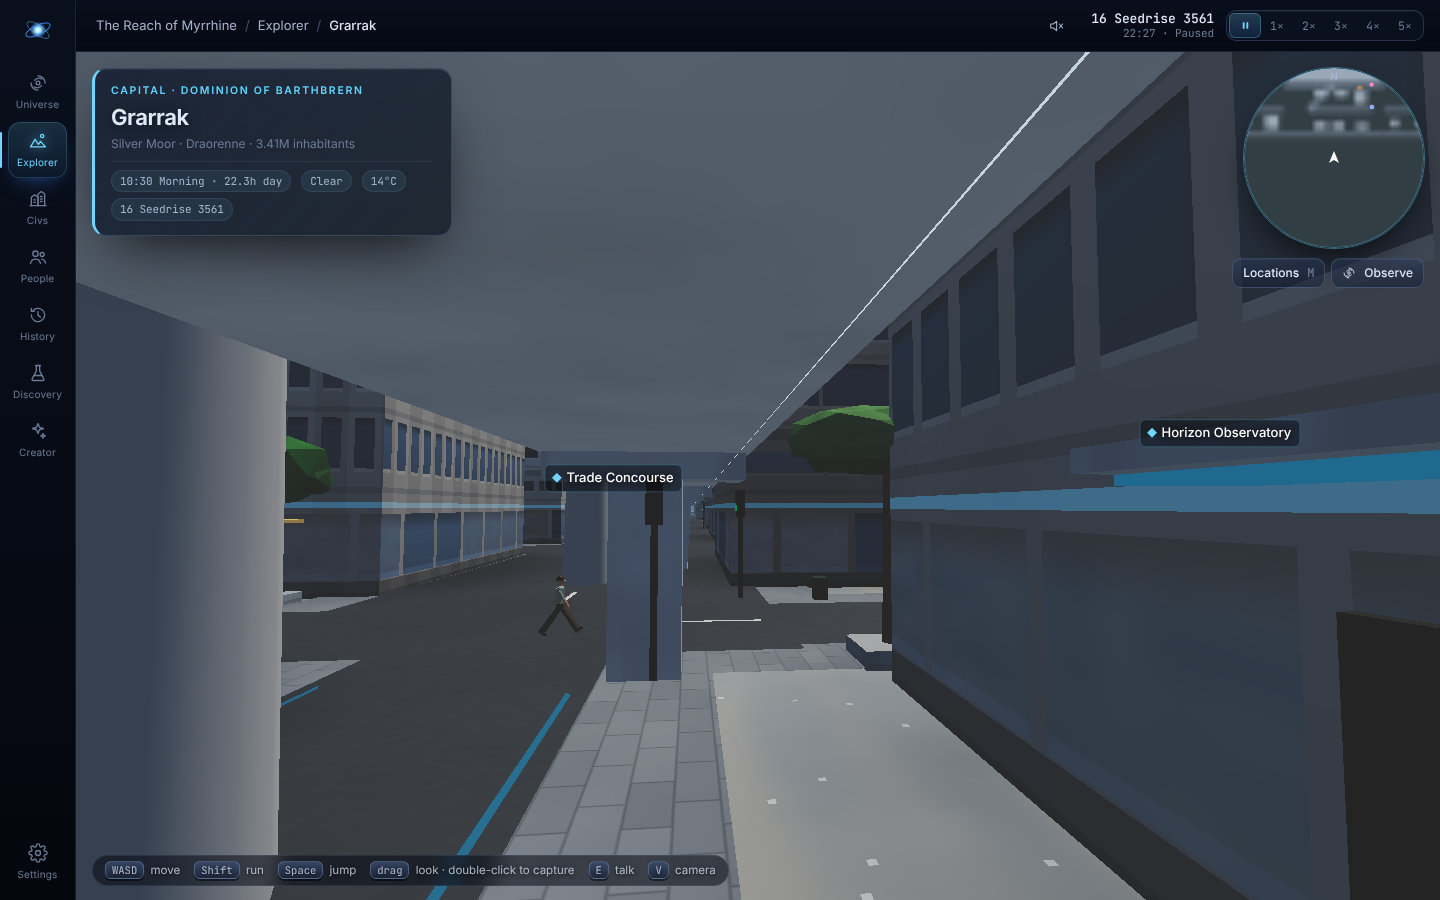 The Reach of Myrrhine / Explorer / Grarrak
16 Seedrise 3561
22:27 · Paused
1× 2× 3× 4× 5×
Universe
Explorer
Civs
People
History
Discovery
Creator
Settings
CAPITAL · DOMINION OF BARTHBRERN
Grarrak
Silver Moor · Draorenne · 3.41M inhabitants
10:30 Morning · 22.3h day
Clear
14°C
16 Seedrise 3561
N
Locations M
Observe
Horizon Observatory
Trade Concourse
WASD move Shift run Space jump drag look · double-click to capture E talk V camera